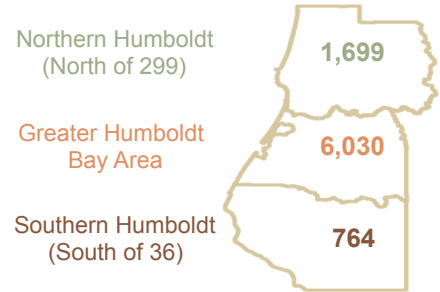 Northern Humboldt
(North of 299)
1,699
Greater Humboldt
Bay Area
6,030
Southern Humboldt
(South of 36)
764